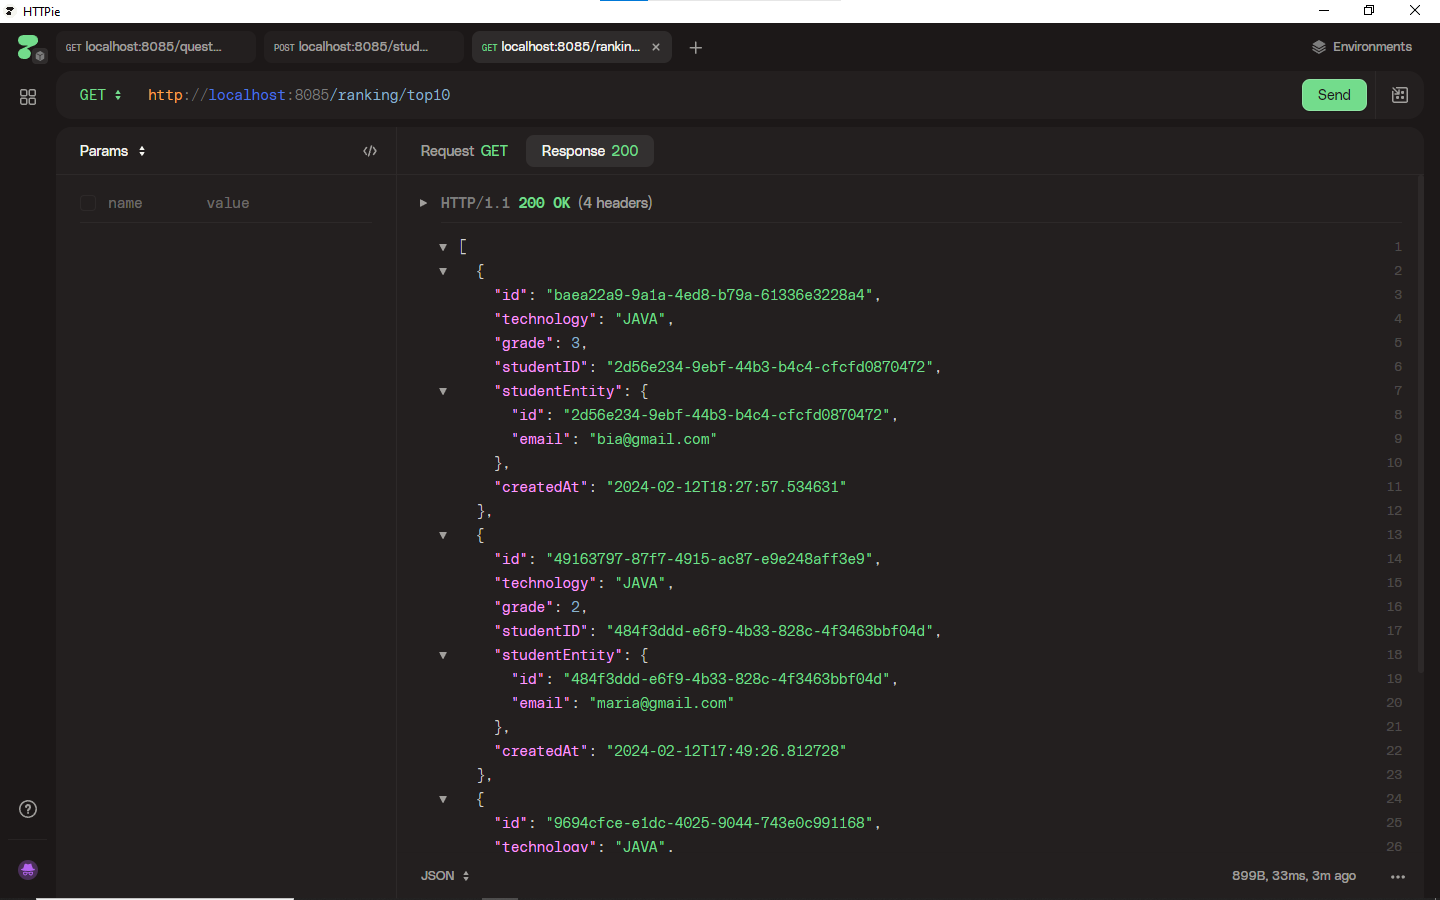 HTTPie
GET localhost:8085/quest...
POST localhost:8085/stud...
GET localhost:8085/rankin...
Environments
GET http://localhost:8085/ranking/top10
Send
Params
Request GET
Response 200
name value
HTTP/1.1 200 OK (4 headers)
[ 1
{ 2
"id": "baea22a9-9a1a-4ed8-b79a-61336e3228a4", 3
"technology": "JAVA", 4
"grade": 3, 5
"studentID": "2d56e234-9ebf-44b3-b4c4-cfcfd0870472", 6
"studentEntity": { 7
"id": "2d56e234-9ebf-44b3-b4c4-cfcfd0870472", 8
"email": "bia@gmail.com" 9
}, 10
"createdAt": "2024-02-12T18:27:57.534631" 11
}, 12
{ 13
"id": "49163797-87f7-4915-ac87-e9e248aff3e9", 14
"technology": "JAVA", 15
"grade": 2, 16
"studentID": "484f3ddd-e6f9-4b33-828c-4f3463bbf04d", 17
"studentEntity": { 18
"id": "484f3ddd-e6f9-4b33-828c-4f3463bbf04d", 19
"email": "maria@gmail.com" 20
}, 21
"createdAt": "2024-02-12T17:49:26.812728" 22
}, 23
{ 24
"id": "9694cfce-e1dc-4025-9044-743e0c991168", 25
"technology": "JAVA", 26
JSON
899B, 33ms, 3m ago